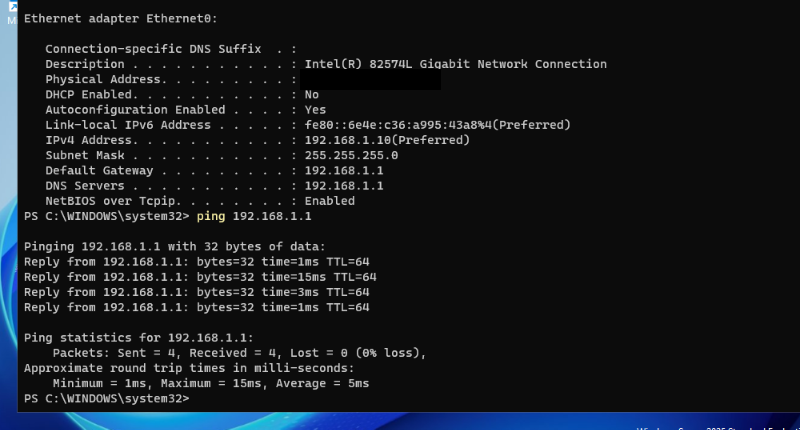 M
Ethernet adapter Ethernet0:
Connection-specific DNS Suffix  . :
Description . . . . . . . . . . . : Intel(R) 82574L Gigabit Network Connection
Physical Address. . . . . . . . . :
DHCP Enabled. . . . . . . . . . . : No
Autoconfiguration Enabled . . . . : Yes
Link-local IPv6 Address . . . . . : fe80::6e4e:c36:a995:43a8%4(Preferred)
IPv4 Address. . . . . . . . . . . : 192.168.1.10(Preferred)
Subnet Mask . . . . . . . . . . . : 255.255.255.0
Default Gateway . . . . . . . . . : 192.168.1.1
DNS Servers . . . . . . . . . . . : 192.168.1.1
NetBIOS over Tcpip. . . . . . . . : Enabled
PS C:\WINDOWS\system32> ping 192.168.1.1
Pinging 192.168.1.1 with 32 bytes of data:
Reply from 192.168.1.1: bytes=32 time=1ms TTL=64
Reply from 192.168.1.1: bytes=32 time=15ms TTL=64
Reply from 192.168.1.1: bytes=32 time=3ms TTL=64
Reply from 192.168.1.1: bytes=32 time=1ms TTL=64
Ping statistics for 192.168.1.1:
Packets: Sent = 4, Received = 4, Lost = 0 (0% loss),
Approximate round trip times in milli-seconds:
Minimum = 1ms, Maximum = 15ms, Average = 5ms
PS C:\WINDOWS\system32>